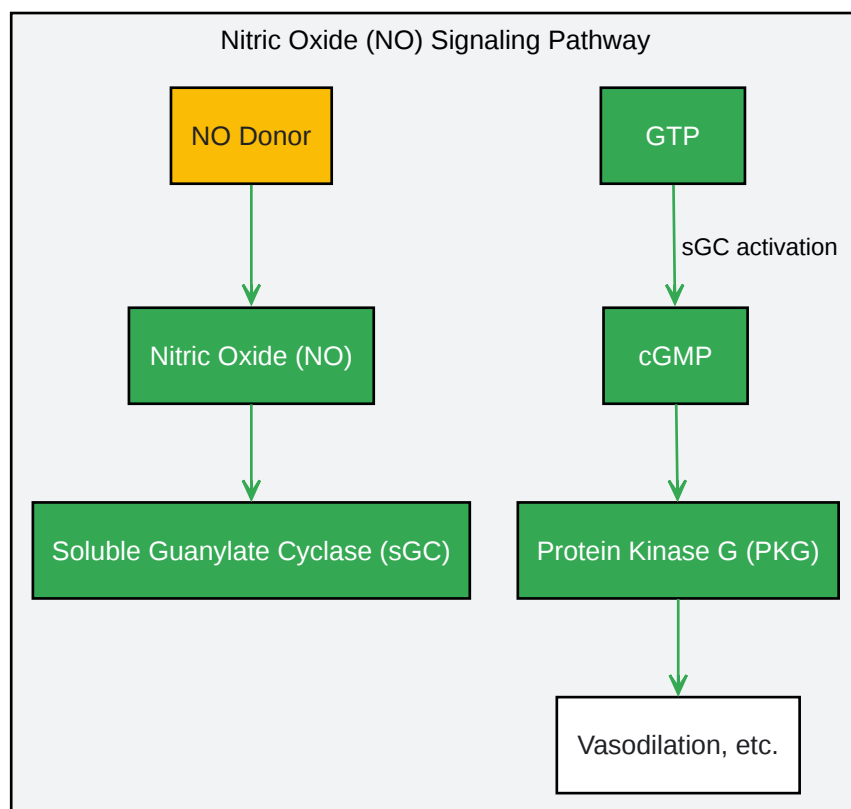 Nitric Oxide (NO) Signaling Pathway
NO Donor
GTP
sGC activation
Nitric Oxide (NO)
cGMP
Soluble Guanylate Cyclase (sGC)
Protein Kinase G (PKG)
Vasodilation, etc.